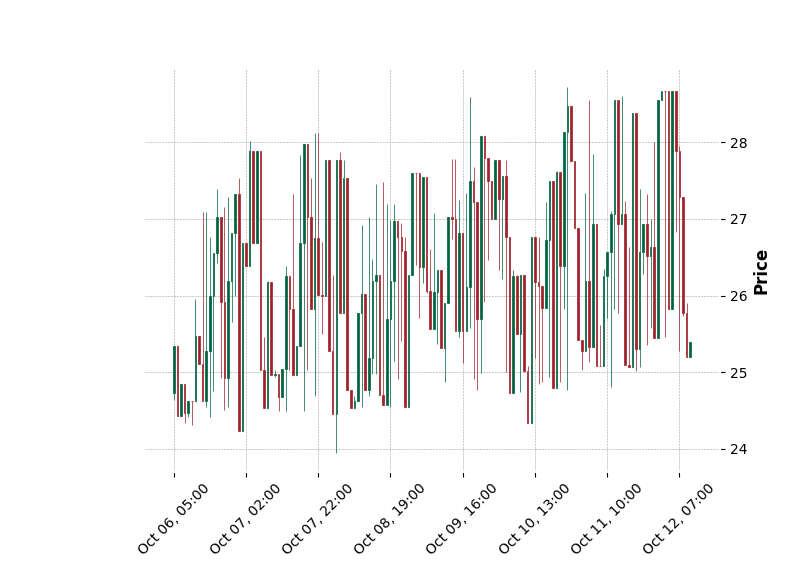 28
27
26
25
24
Price
Oct 06, 05:00
Oct 07, 02:00
Oct 07, 22:00
Oct 08, 19:00
Oct 09, 16:00
Oct 10, 13:00
Oct 11, 10:00
Oct 12, 07:00